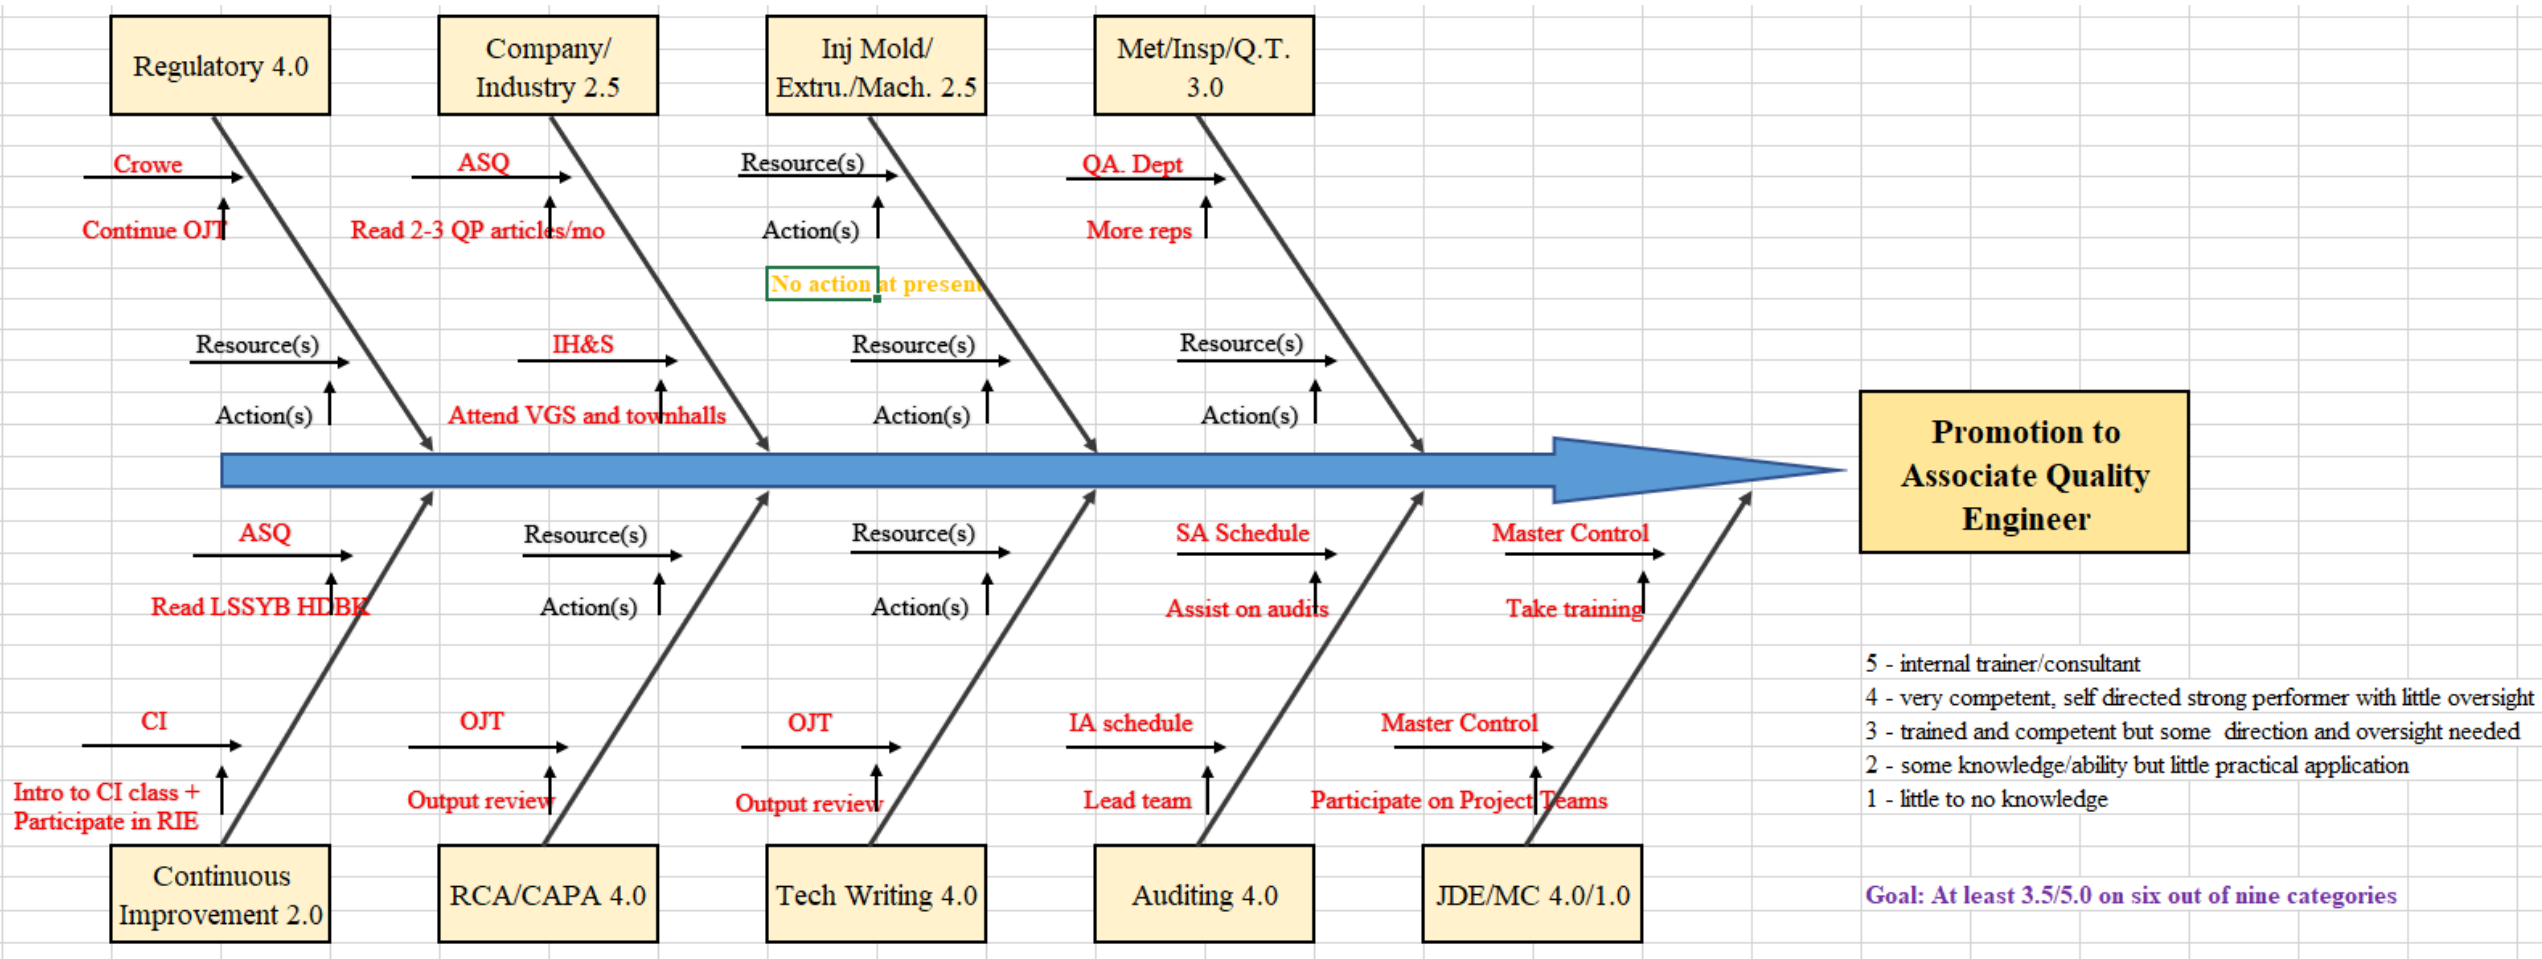 Regulatory 4.0
Company/
Industry 2.5
Inj Mold/
Extru./Mach. 2.5
Met/Insp/Q.T.
3.0
Crowe
ASQ
Resource(s)
QA. Dept
Continue OJT
Read 2-3 QP articles/mo
Action(s)
More reps
No action at present
Resource(s)
IH&S
Resource(s)
Resource(s)
Action(s)
Attend VGS and townhalls
Action(s)
Action(s)
Promotion to
Associate Quality
Engineer
ASQ
Resource(s)
Resource(s)
SA Schedule
Master Control
Read LSSYB HDBK
Action(s)
Action(s)
Assist on audits
Take training
5 - internal trainer/consultant
4 - very competent, self directed strong performer with little oversight
3 - trained and competent but some  direction and oversight needed
2 - some knowledge/ability but little practical application
1 - little to no knowledge
CI
OJT
OJT
IA schedule
Master Control
Intro to CI class +
Participate in RIE
Output review
Output review
Lead team
Participate on Project Teams
Continuous
Improvement 2.0
RCA/CAPA 4.0
Tech Writing 4.0
Auditing 4.0
JDE/MC 4.0/1.0
Goal: At least 3.5/5.0 on six out of nine categories